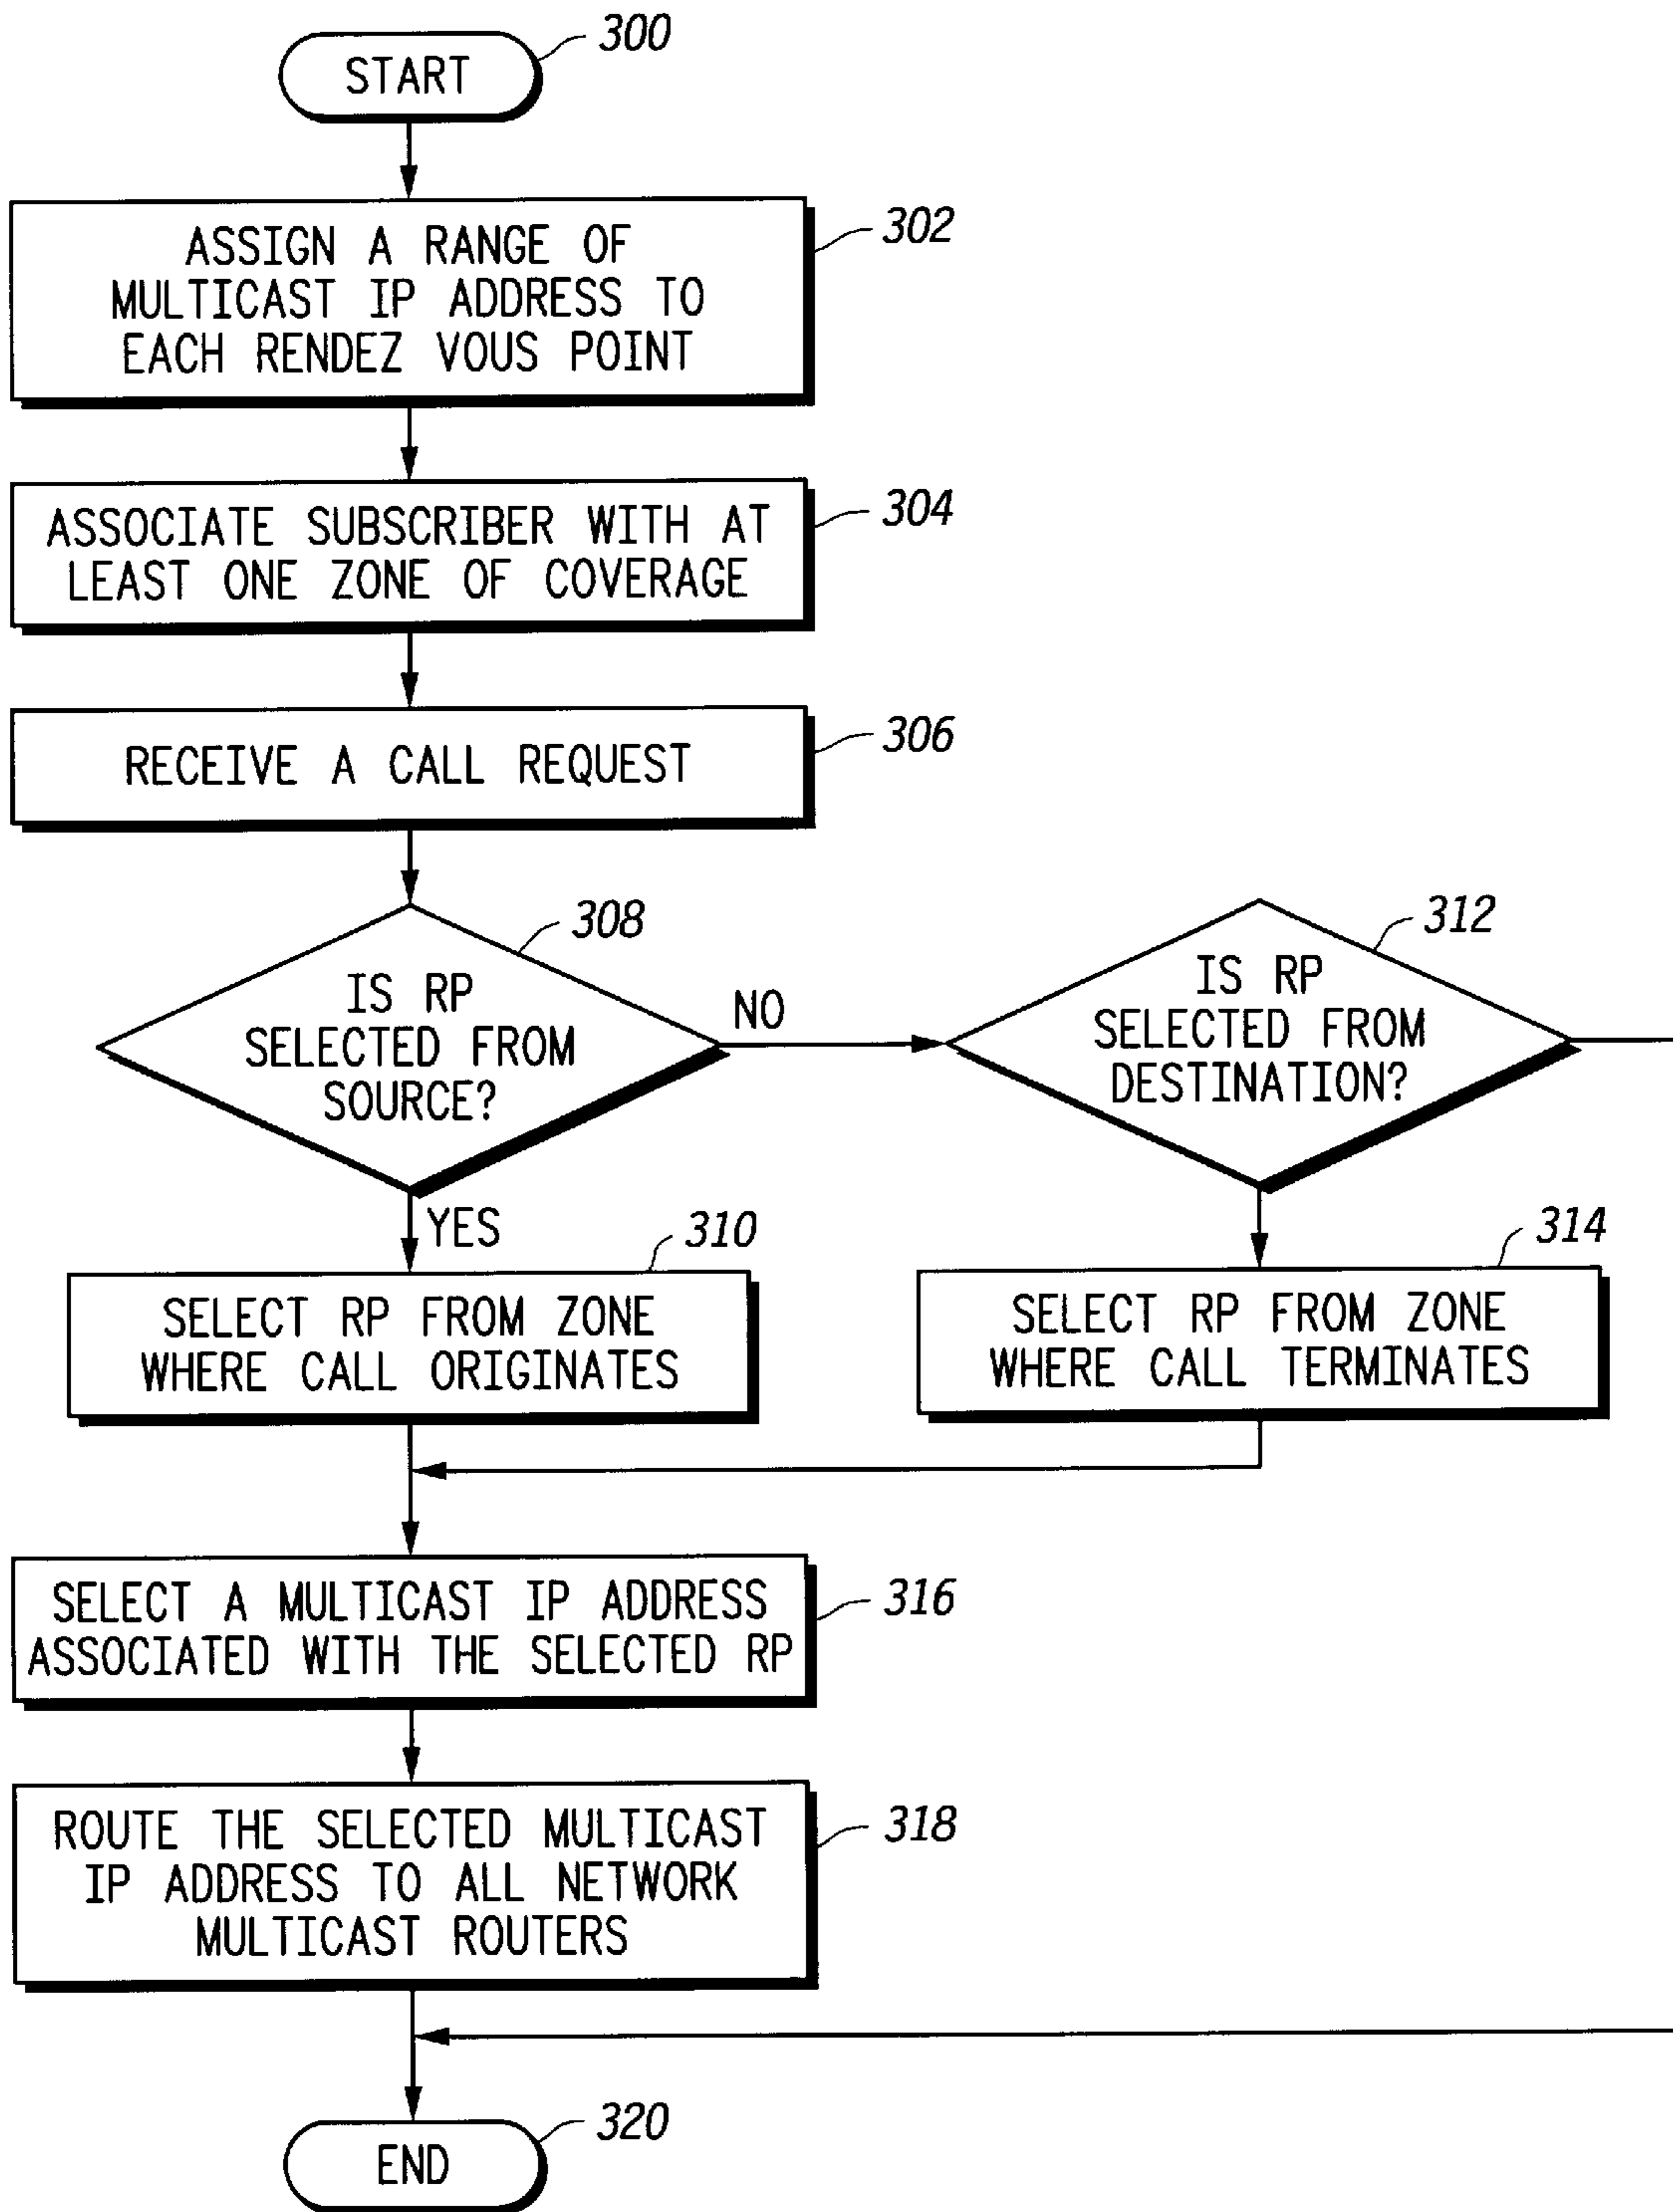 START
300
ASSIGN A RANGE OF
MULTICAST IP ADDRESS TO
EACH RENDEZ VOUS POINT
302
ASSOCIATE SUBSCRIBER WITH AT
LEAST ONE ZONE OF COVERAGE
304
RECEIVE A CALL REQUEST
306
IS RP
SELECTED FROM
SOURCE?
308
NO
IS RP
SELECTED FROM
DESTINATION?
312
YES
SELECT RP FROM ZONE
WHERE CALL ORIGINATES
310
SELECT RP FROM ZONE
WHERE CALL TERMINATES
314
SELECT A MULTICAST IP ADDRESS
ASSOCIATED WITH THE SELECTED RP
316
ROUTE THE SELECTED MULTICAST
IP ADDRESS TO ALL NETWORK
MULTICAST ROUTERS
318
END
320